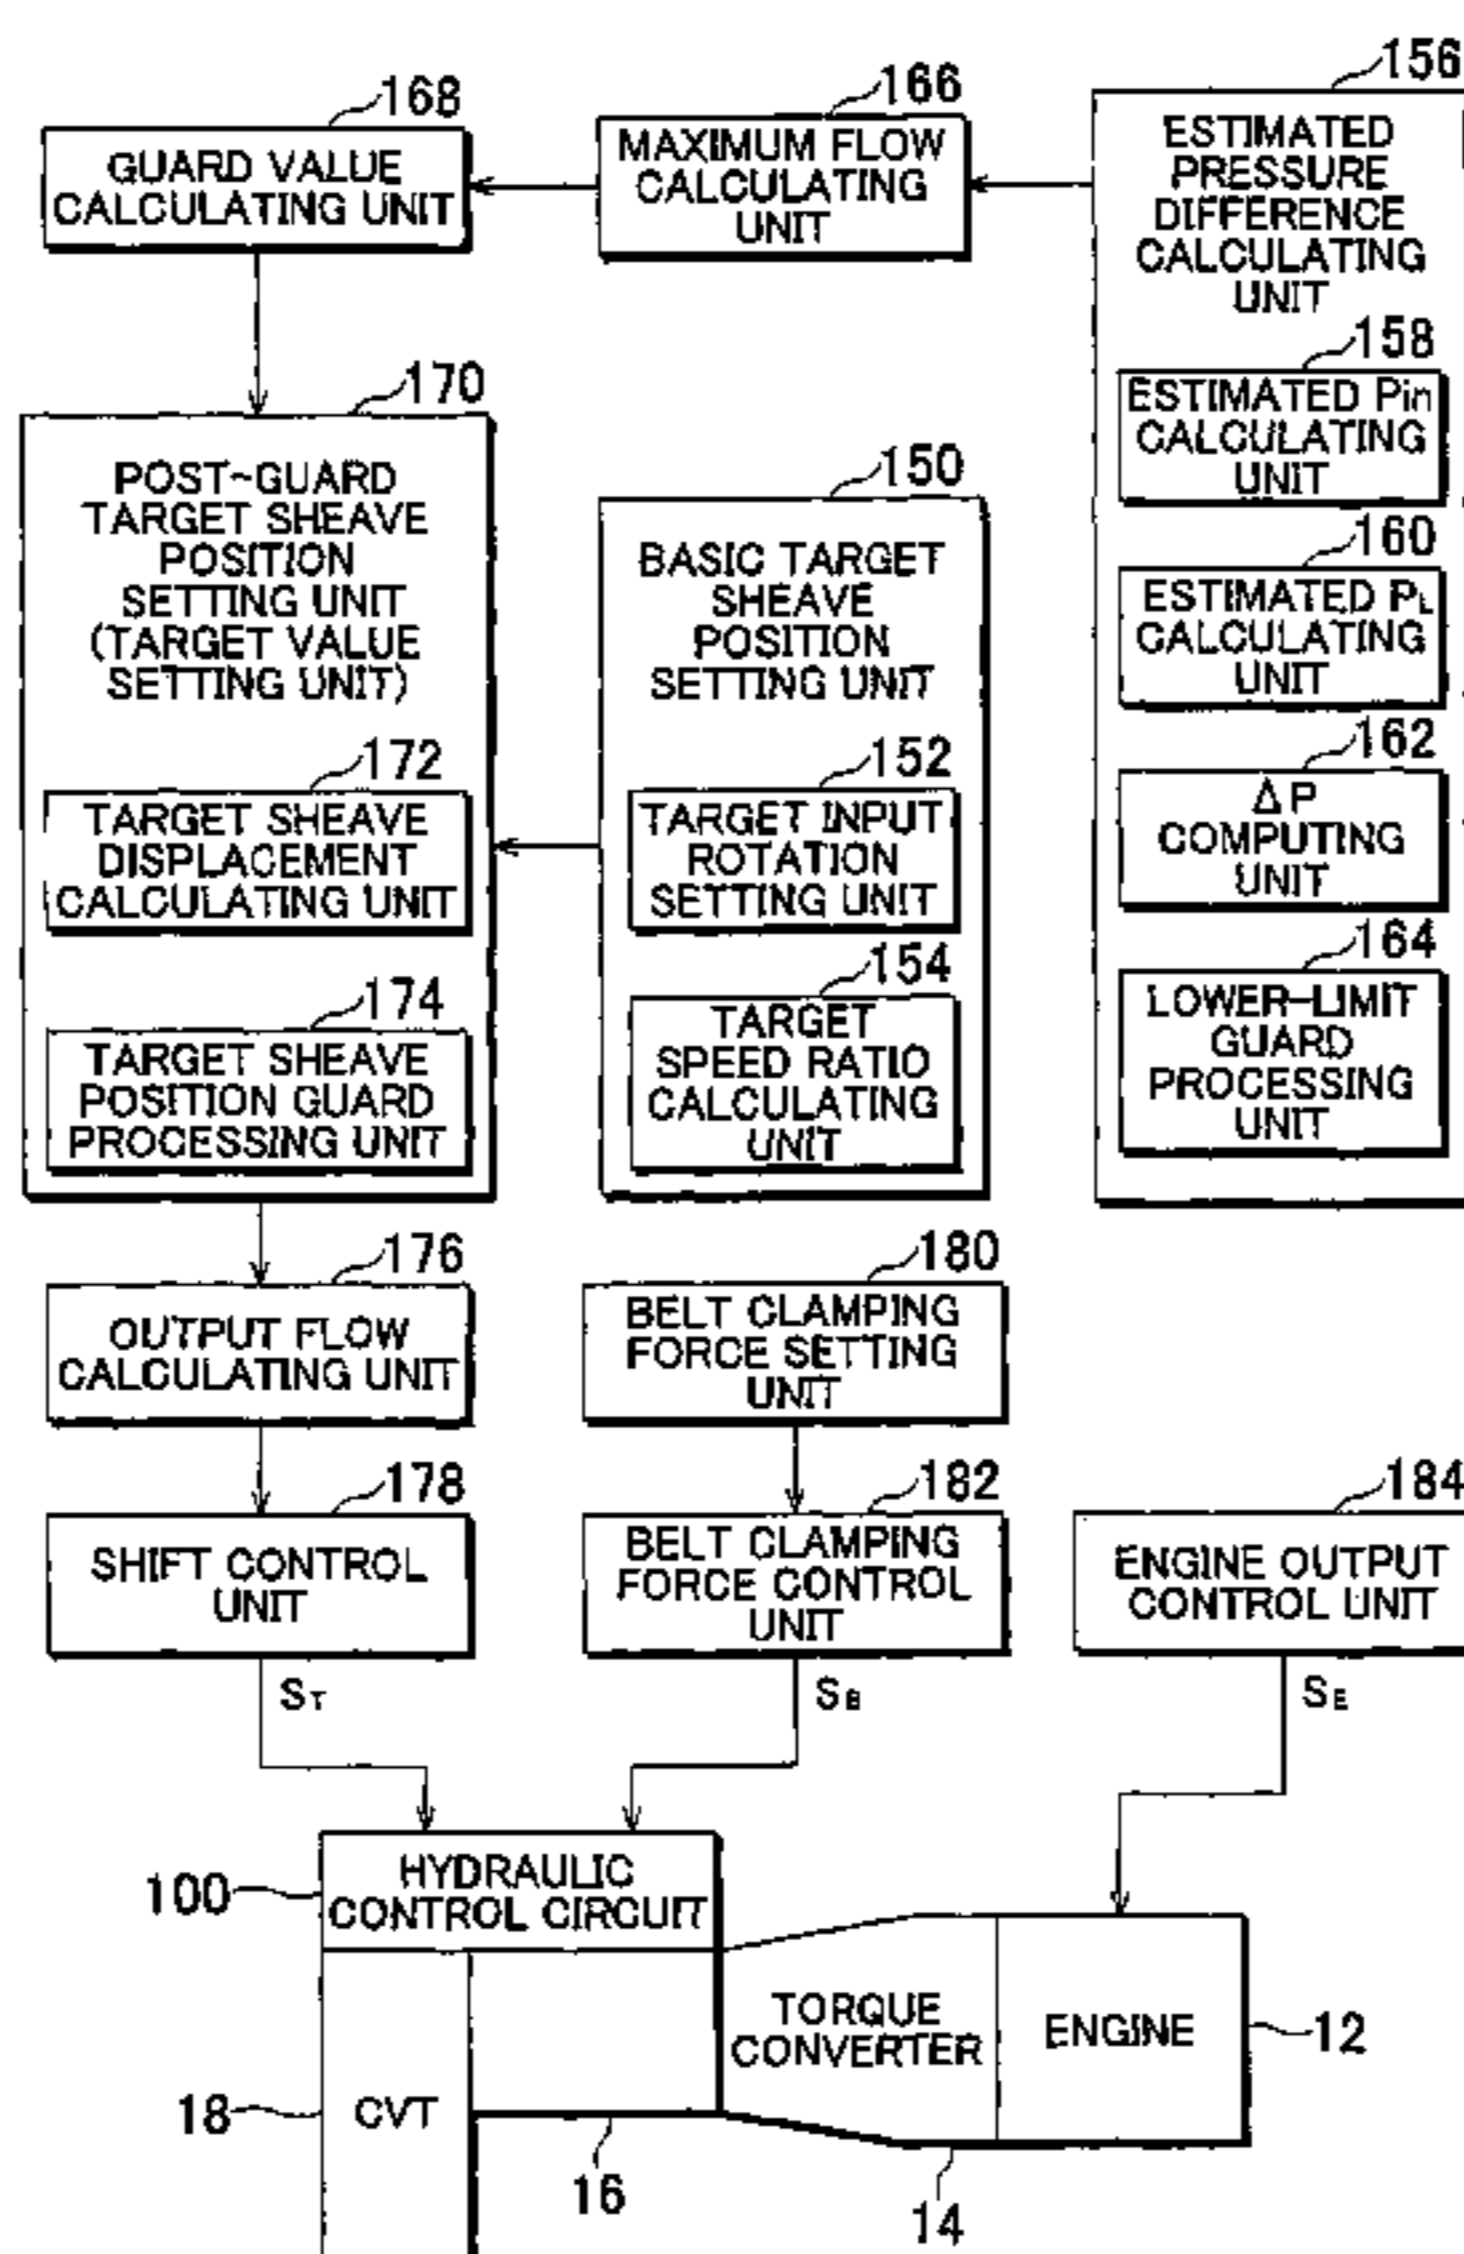 168
GUARD VALUE
CALCULATING UNIT
166
MAXIMUM FLOW
CALCULATING
UNIT
156
ESTIMATED
PRESSURE
DIFFERENCE
CALCULATING
UNIT
158
ESTIMATED Pin
CALCULATING
UNIT
160
ESTIMATED PL
CALCULATING
UNIT
162
ΔP
COMPUTING
UNIT
164
LOWER-LIMIT
GUARD
PROCESSING
UNIT
170
POST-GUARD
TARGET SHEAVE
POSITION
SETTING UNIT
(TARGET VALUE
SETTING UNIT)
172
TARGET SHEAVE
DISPLACEMENT
CALCULATING UNIT
174
TARGET SHEAVE
POSITION GUARD
PROCESSING UNIT
150
BASIC TARGET
SHEAVE
POSITION
SETTING UNIT
152
TARGET INPUT
ROTATION
SETTING UNIT
154
TARGET
SPEED RATIO
CALCULATING
UNIT
176
OUTPUT FLOW
CALCULATING UNIT
180
BELT CLAMPING
FORCE SETTING
UNIT
178
SHIFT CONTROL
UNIT
182
BELT CLAMPING
FORCE CONTROL
UNIT
184
ENGINE OUTPUT
CONTROL UNIT
ST
SB
SE
100
HYDRAULIC
CONTROL CIRCUIT
TORQUE
CONVERTER
ENGINE
12
18
CVT
16
14